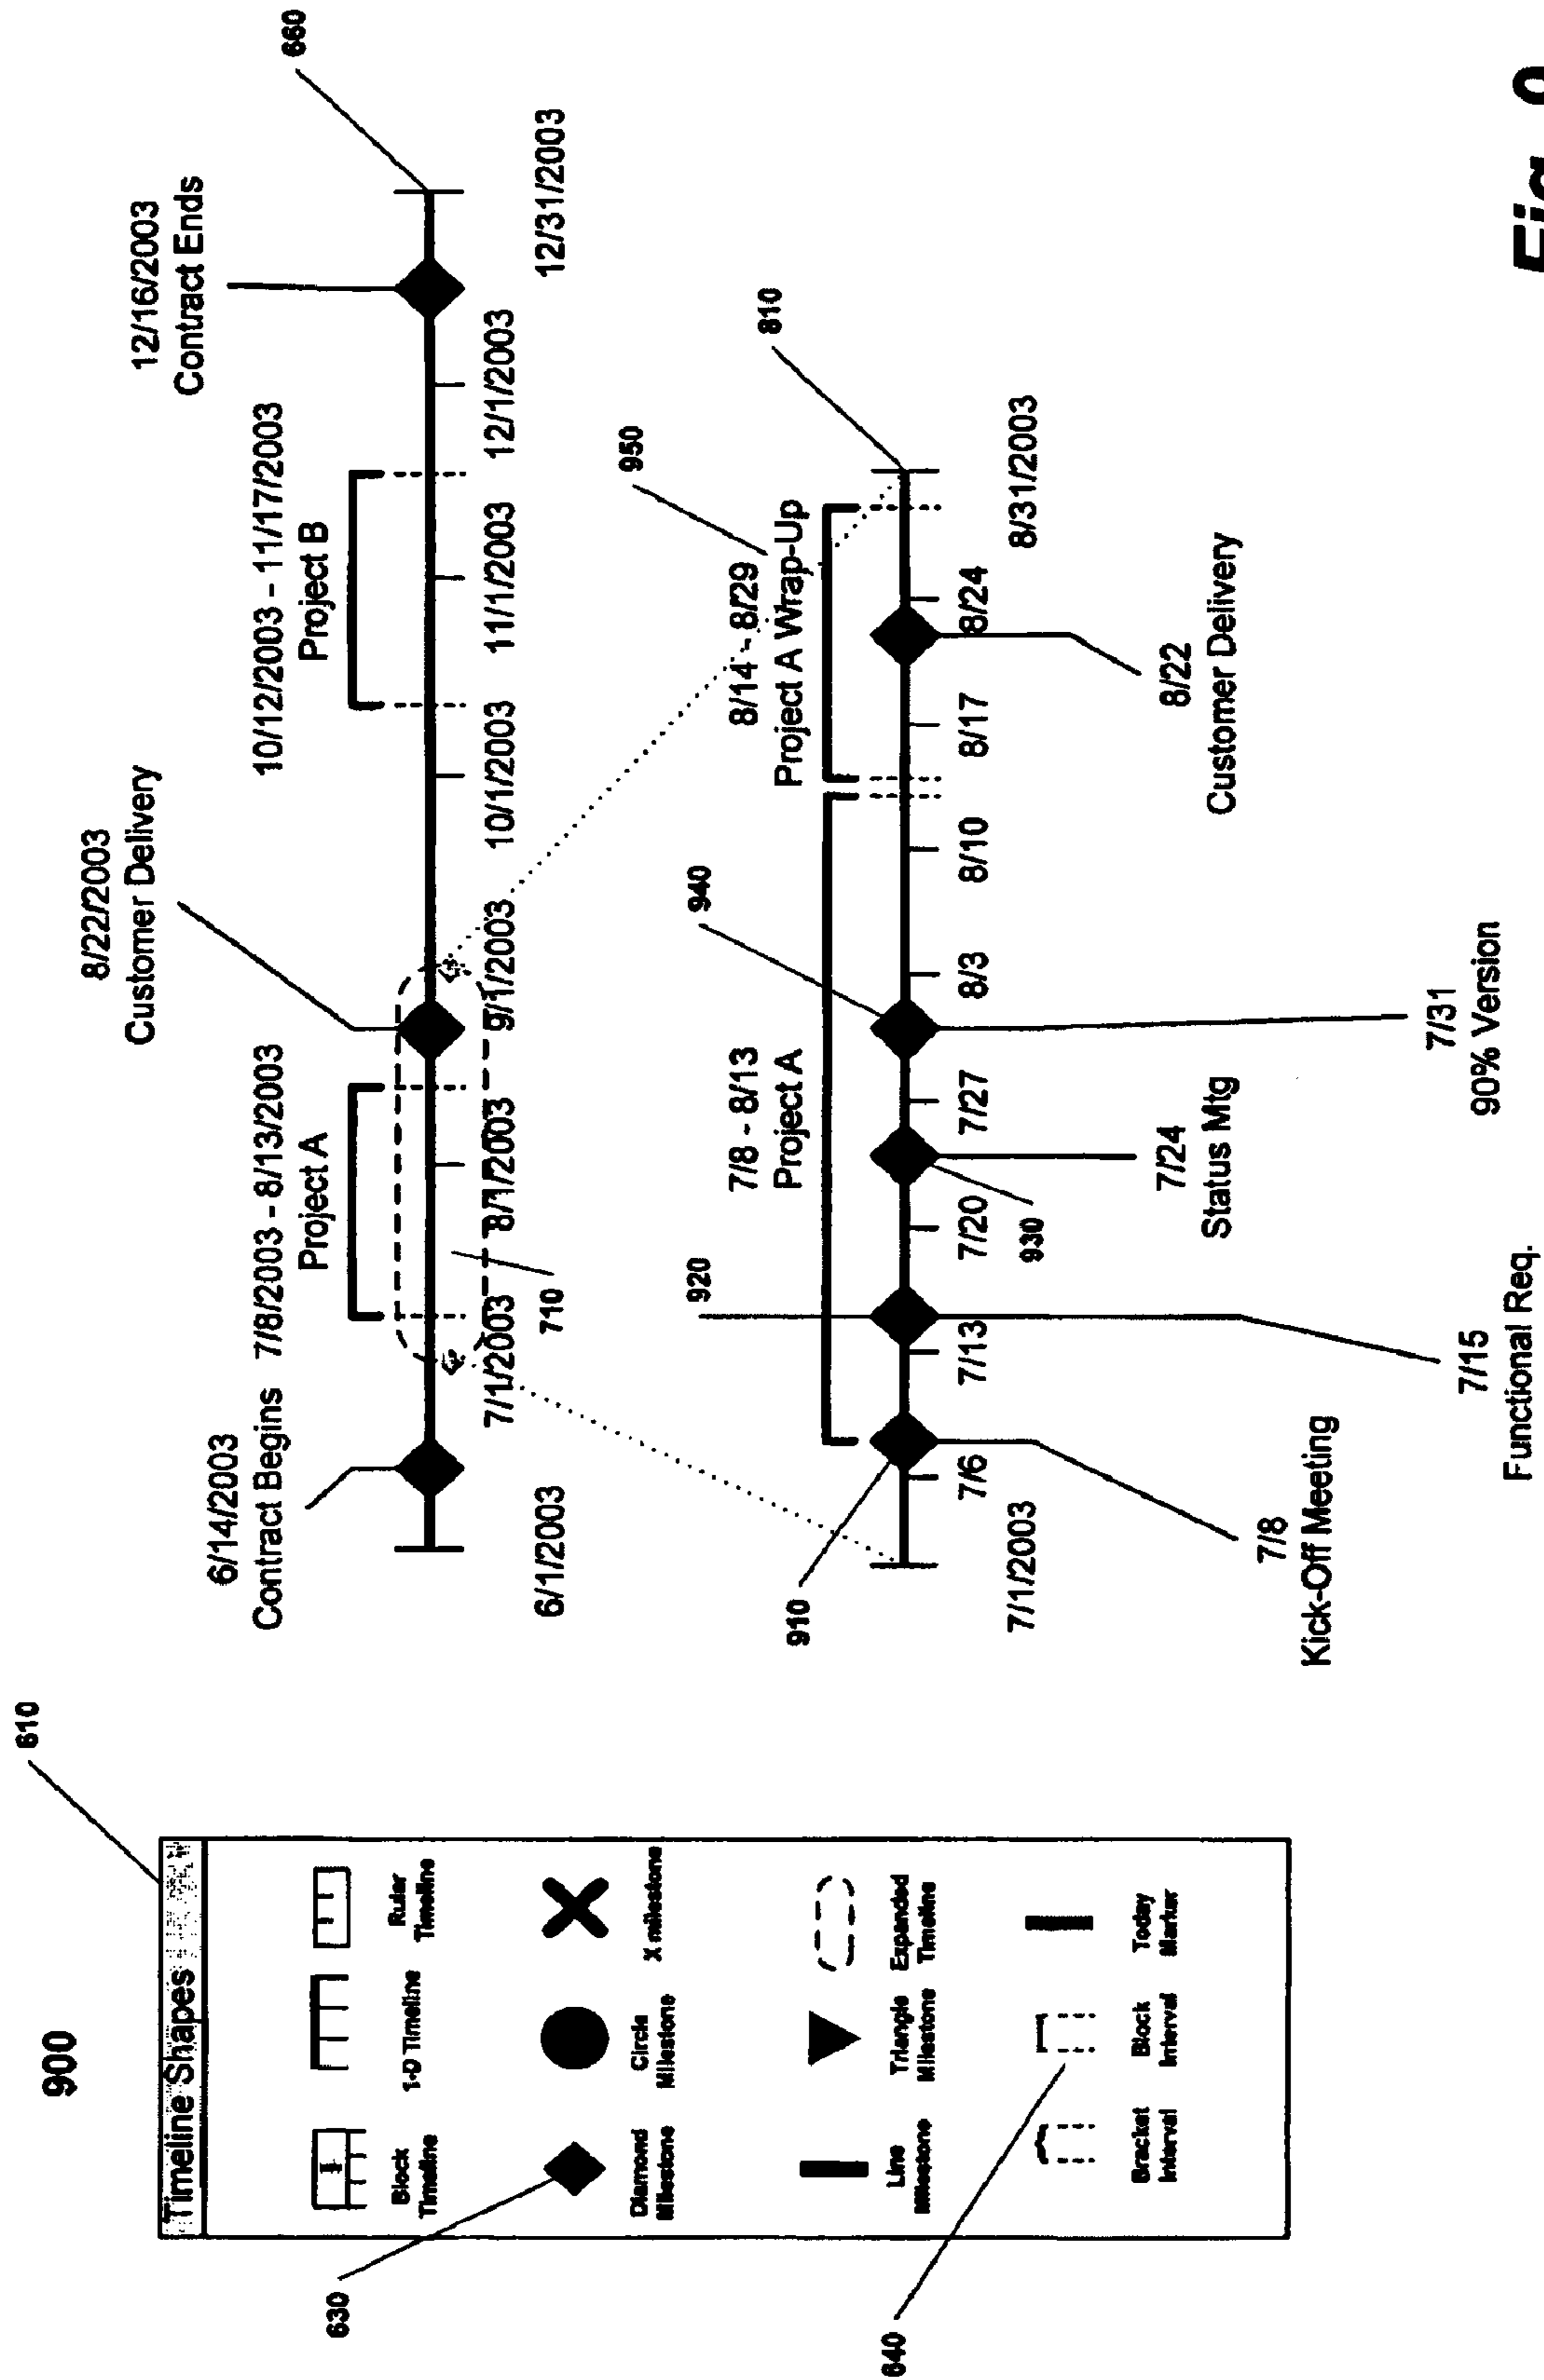 900
610
Timeline Shapes
Block Timeline
1-D Timeline
Ruler Timeline
Diamond Milestone
Circle Milestone
X milestone
Line Milestone
Triangle Milestone
Expanded Timeline
Bracket Interval
Block Interval
Today Marker
630
640
6/14/2003
Contract Begins
7/8/2003 - 8/13/2003
Project A
8/22/2003
Customer Delivery
10/12/2003 - 11/17/2003
Project B
12/16/2003
Contract Ends
660
6/1/2003
7/1/2003
8/1/2003
9/1/2003
10/1/2003
11/1/2003
12/1/2003
12/31/2003
710
910
920
7/8 - 8/13
Project A
940
8/14 - 8/29
Project A Wrap-Up
950
810
7/1/2003
7/6
7/13
7/20
7/27
8/3
8/10
8/17
8/24
8/31/2003
930
7/8
Kick-Off Meeting
7/15
Functional Req.
7/24
Status Mtg
7/31
90% Version
8/22
Customer Delivery
Fig. 9